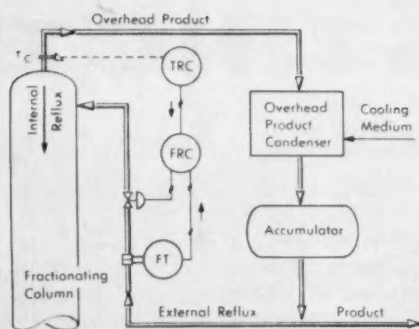 Overhead Product
TC
TRC
Internal
Reflux
Overhead
Product
Condenser
Cooling
Medium
FRC
Accumulator
FT
Fractionating
Column
External Reflux
Product